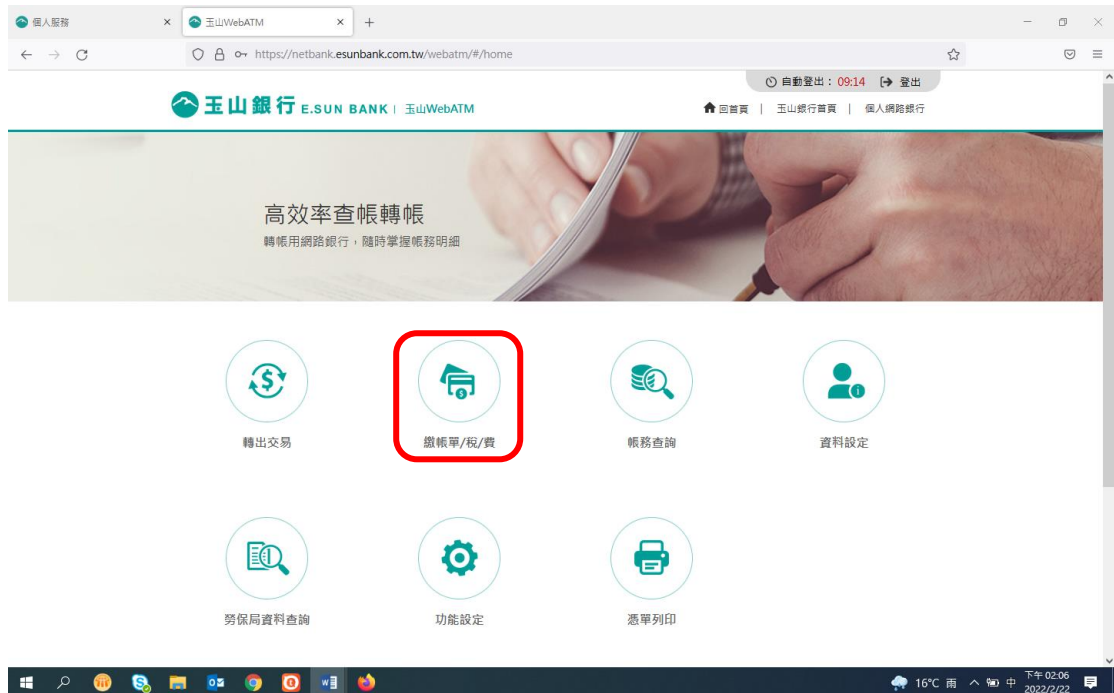 個人服務
玉山WebATM
https://netbank.esunbank.com.tw/webatm/#/home
自動登出：09:14 登出
玉山銀行 E.SUN BANK | 玉山WebATM
回首頁 | 玉山銀行首頁 | 個人網路銀行
高效率查帳轉帳
轉帳用網路銀行，隨時掌握帳務明細
轉出交易 繳帳單/稅/費 帳務查詢 資料設定
勞保局資料查詢 功能設定 憑單列印
16°C 雨 中 下午 02:06
2022/2/22